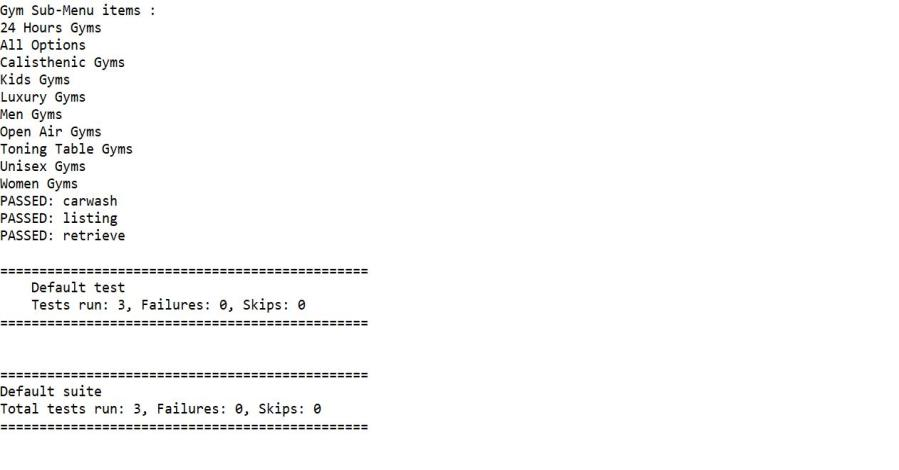 Gym Sub-Menu items :
24 Hours Gyms
All Options
Calisthenic Gyms
Kids Gyms
Luxury Gyms
Men Gyms
Open Air Gyms
Toning Table Gyms
Unisex Gyms
Women Gyms
PASSED: carwash
PASSED: listing
PASSED: retrieve
===============================================
Default test
Tests run: 3, Failures: 0, Skips: 0
===============================================
===============================================
Default suite
Total tests run: 3, Failures: 0, Skips: 0
===============================================